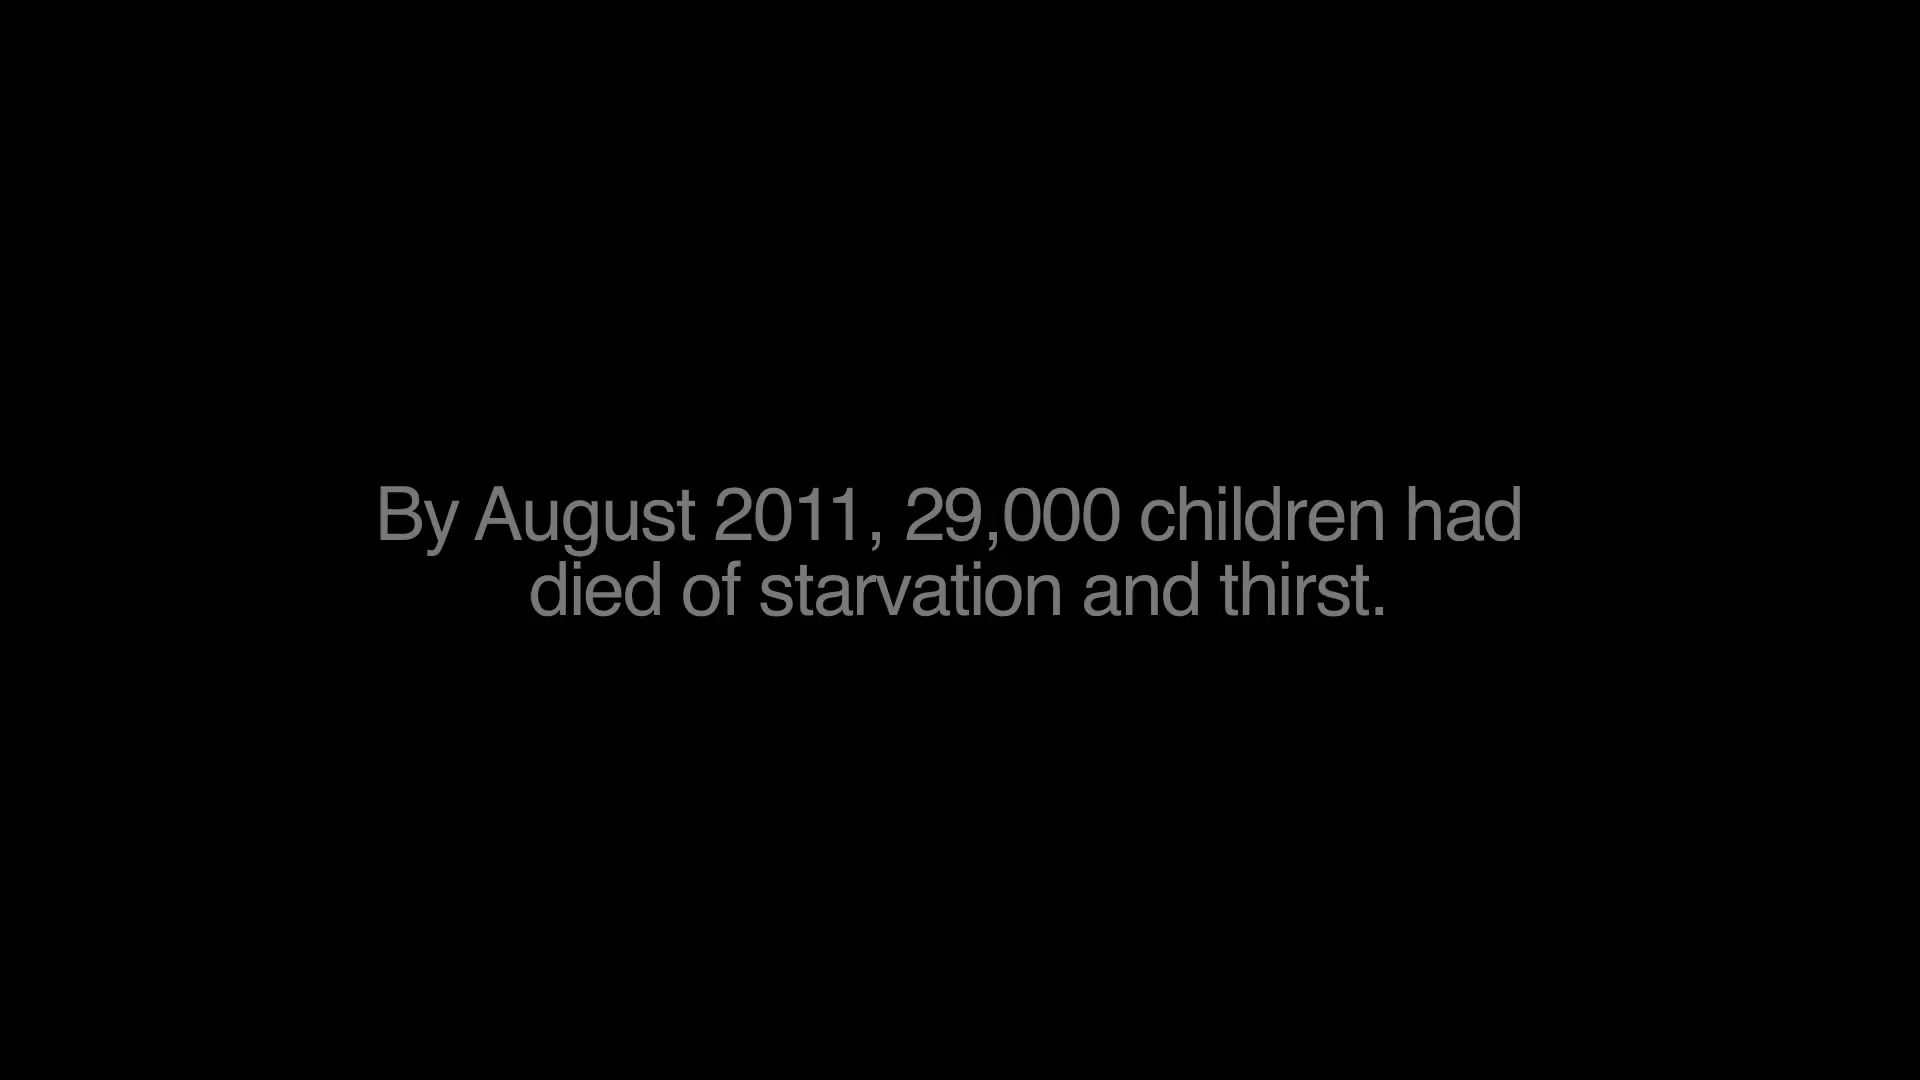 By August 2011, 29,000 children had
died of starvation and thirst.